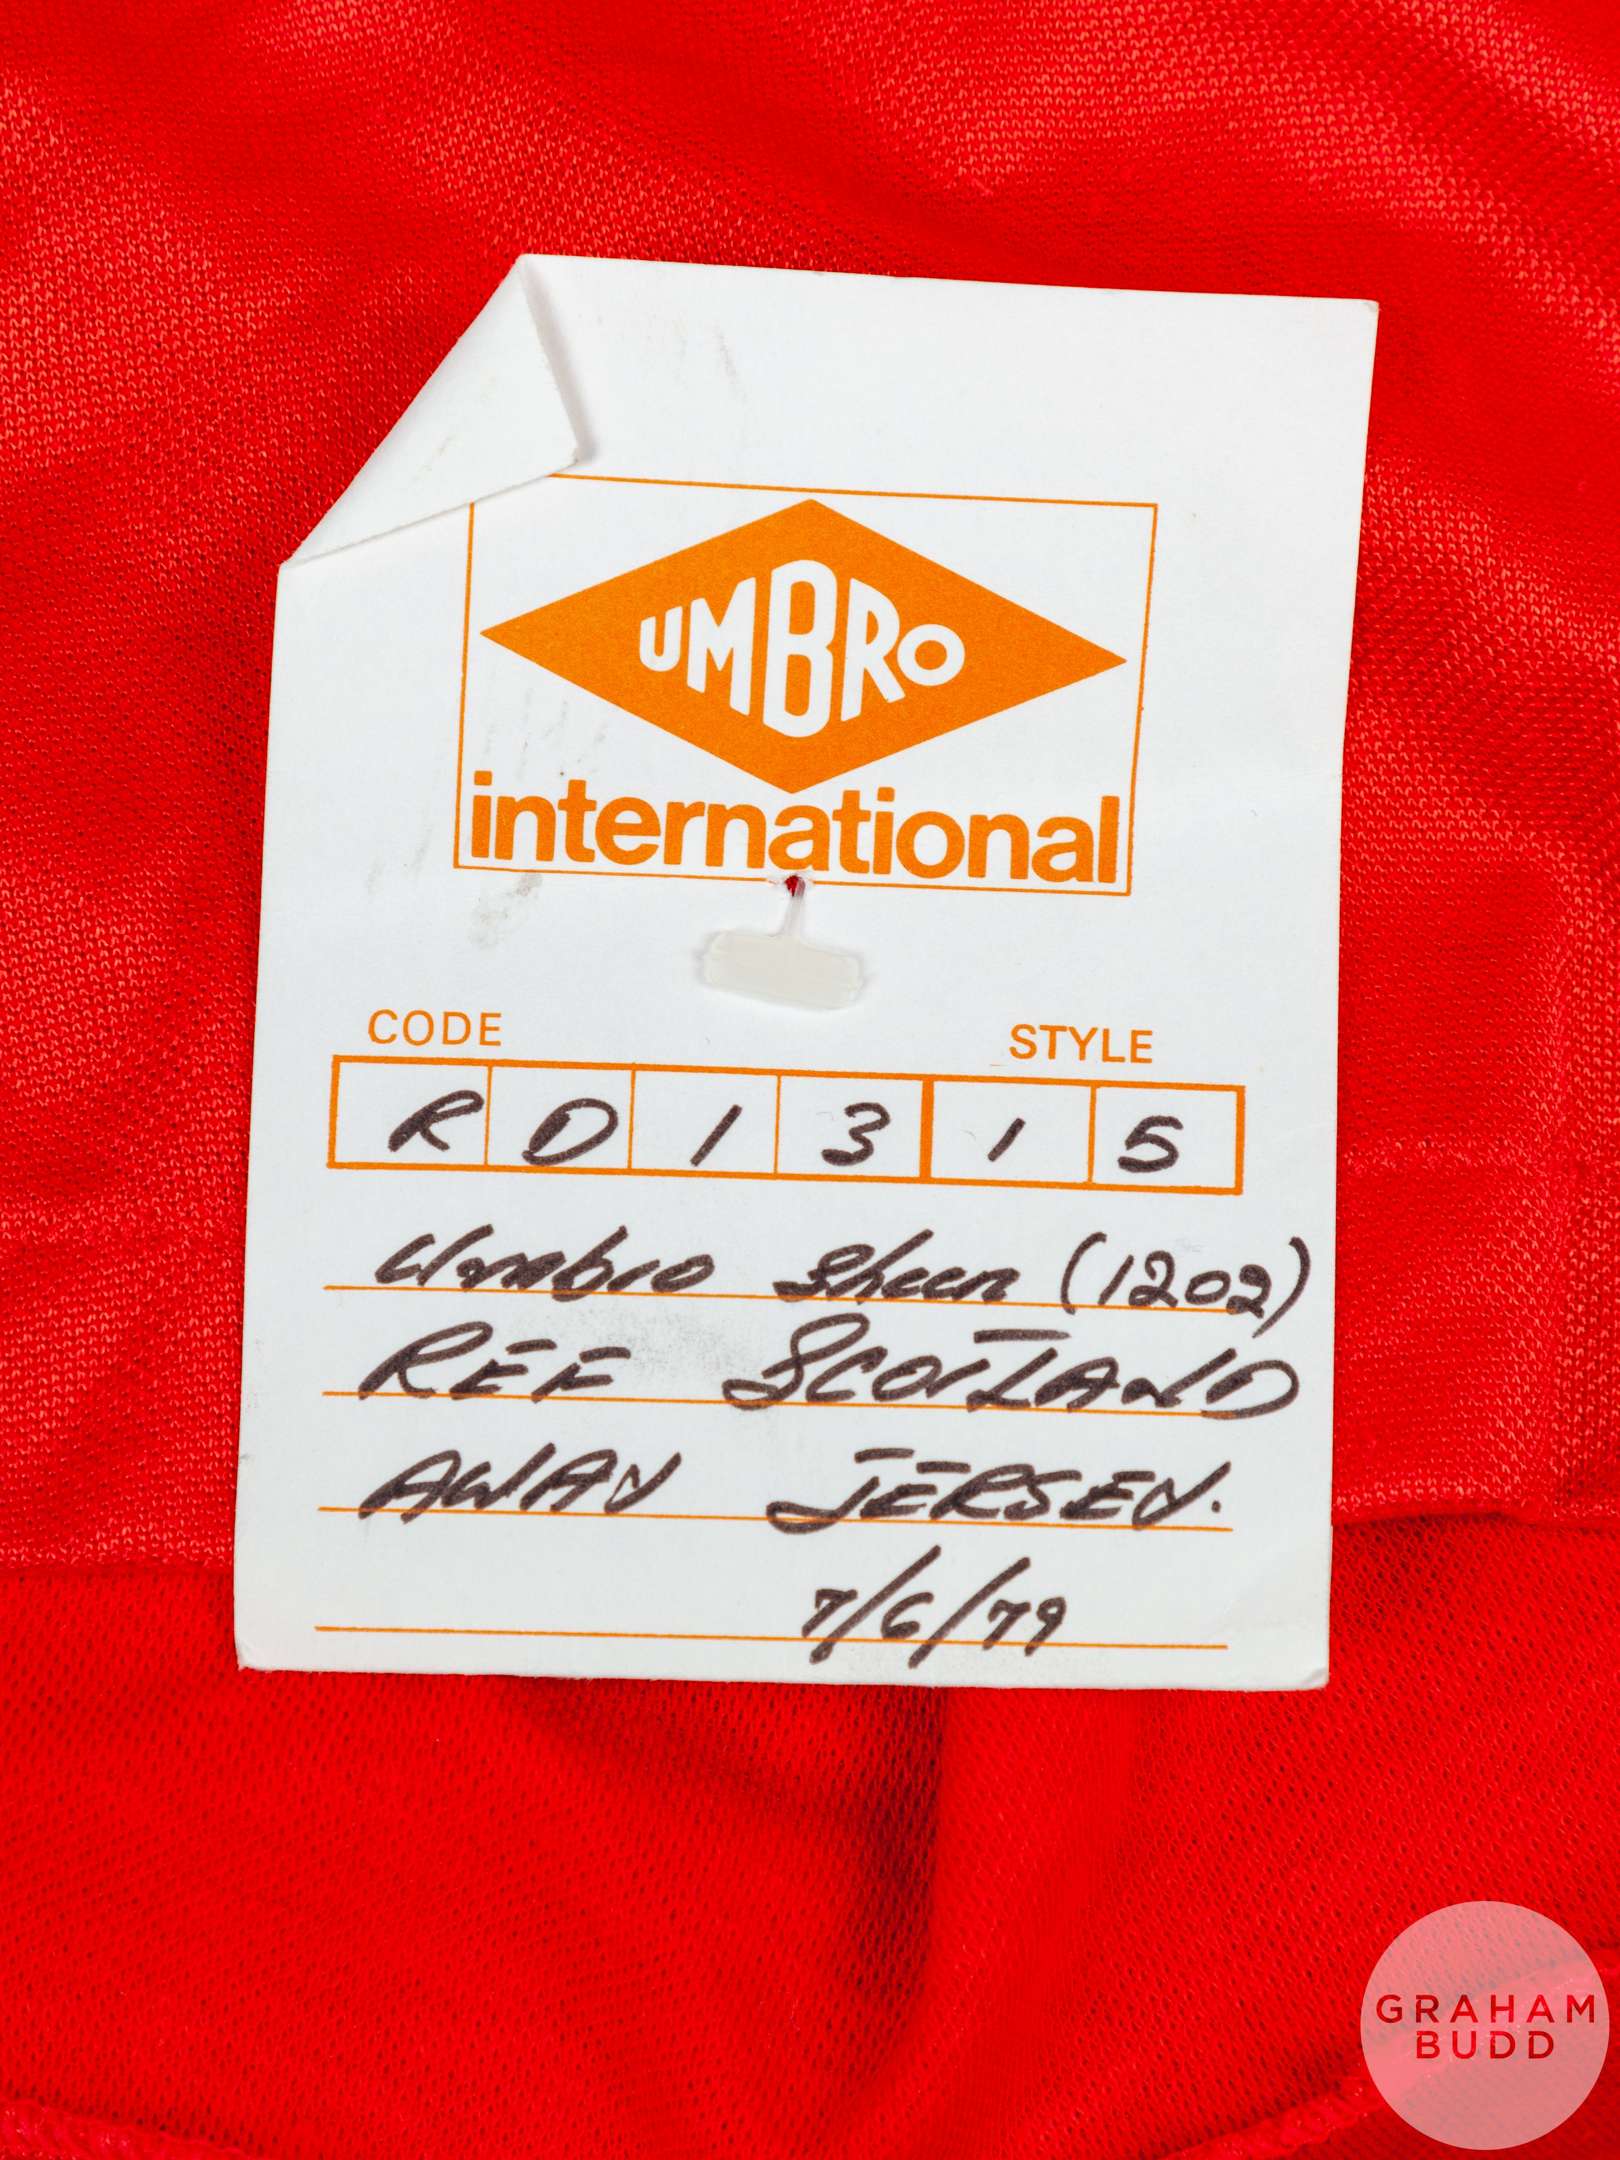 UMBRO
international
CODE STYLE
R D 1 3 1 5
Umbro Sheen (1202)
REF SCOTLAND
AWAY JERSEY.
7/6/79
GRAHAM
BUDD